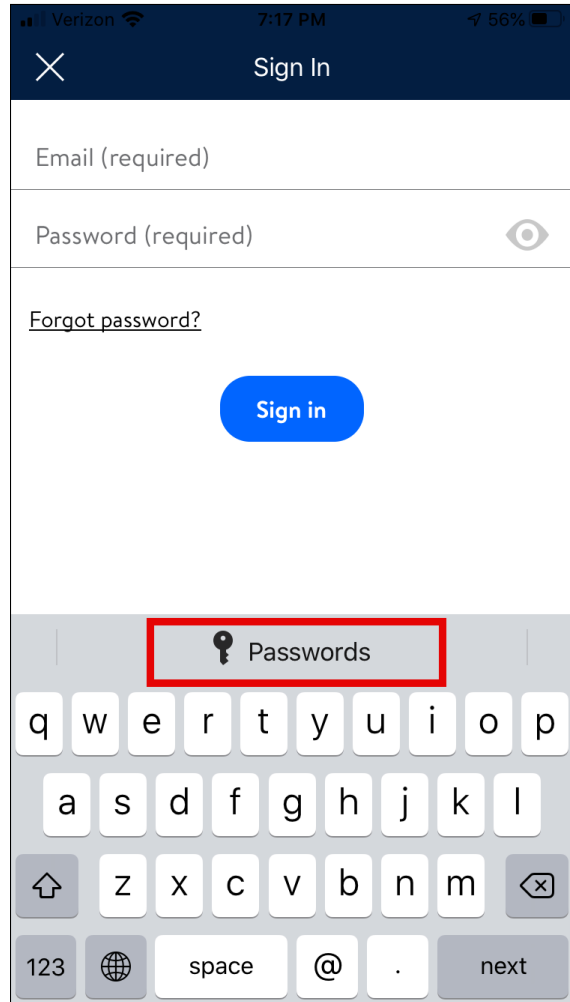 Verizon 7:17 PM 56%
Sign In
Email (required)
Password (required)
Forgot password?
Sign in
Passwords
q w e r t y u i o p
a s d f g h j k l
z x c v b n m
123 space @ . next